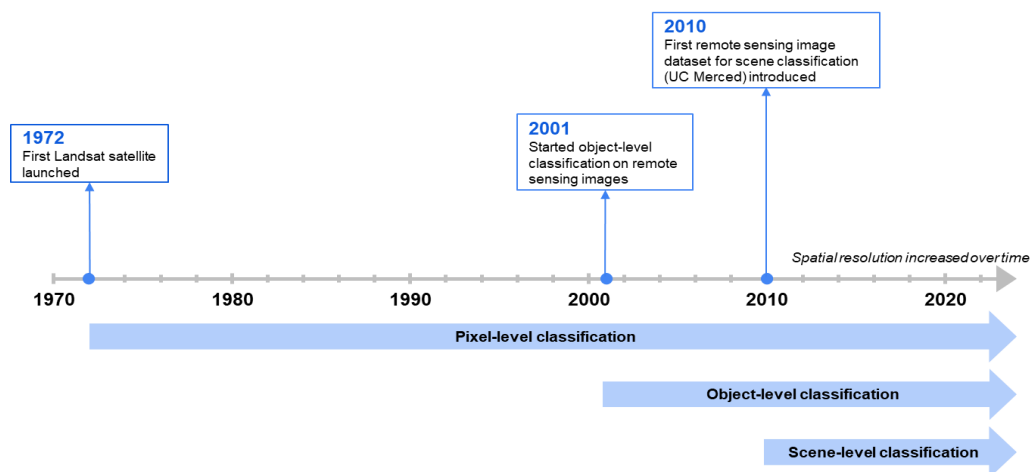 2010
First remote sensing image
dataset for scene classification
(UC Merced) introduced
1972
First Landsat satellite
launched
2001
Started object-level
classification on remote
sensing images
Spatial resolution increased over time
1970
1980
1990
2000
2010
2020
Pixel-level classification
Object-level classification
Scene-level classification